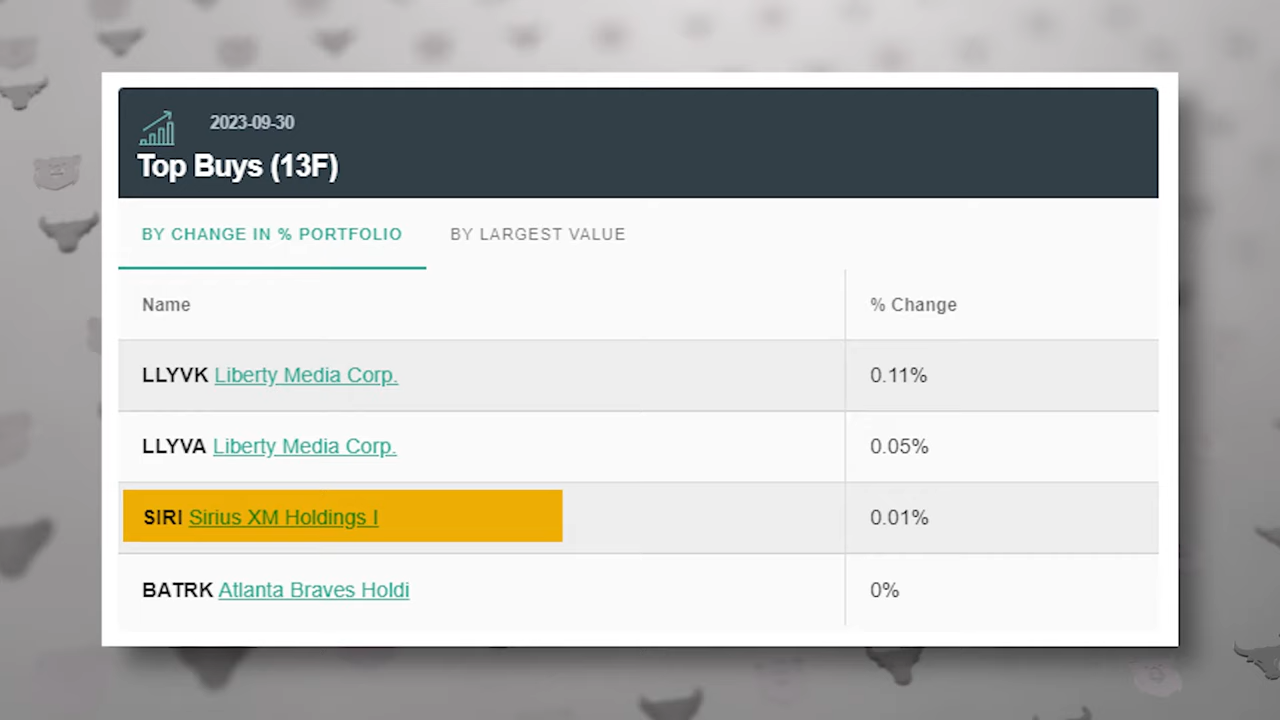 2023-09-30
Top Buys (13F)
BY CHANGE IN % PORTFOLIO BY LARGEST VALUE
Name % Change
LLYVK Liberty Media Corp. 0.11%
LLYVA Liberty Media Corp. 0.05%
SIRI Sirius XM Holdings I 0.01%
BATRK Atlanta Braves Holdi 0%